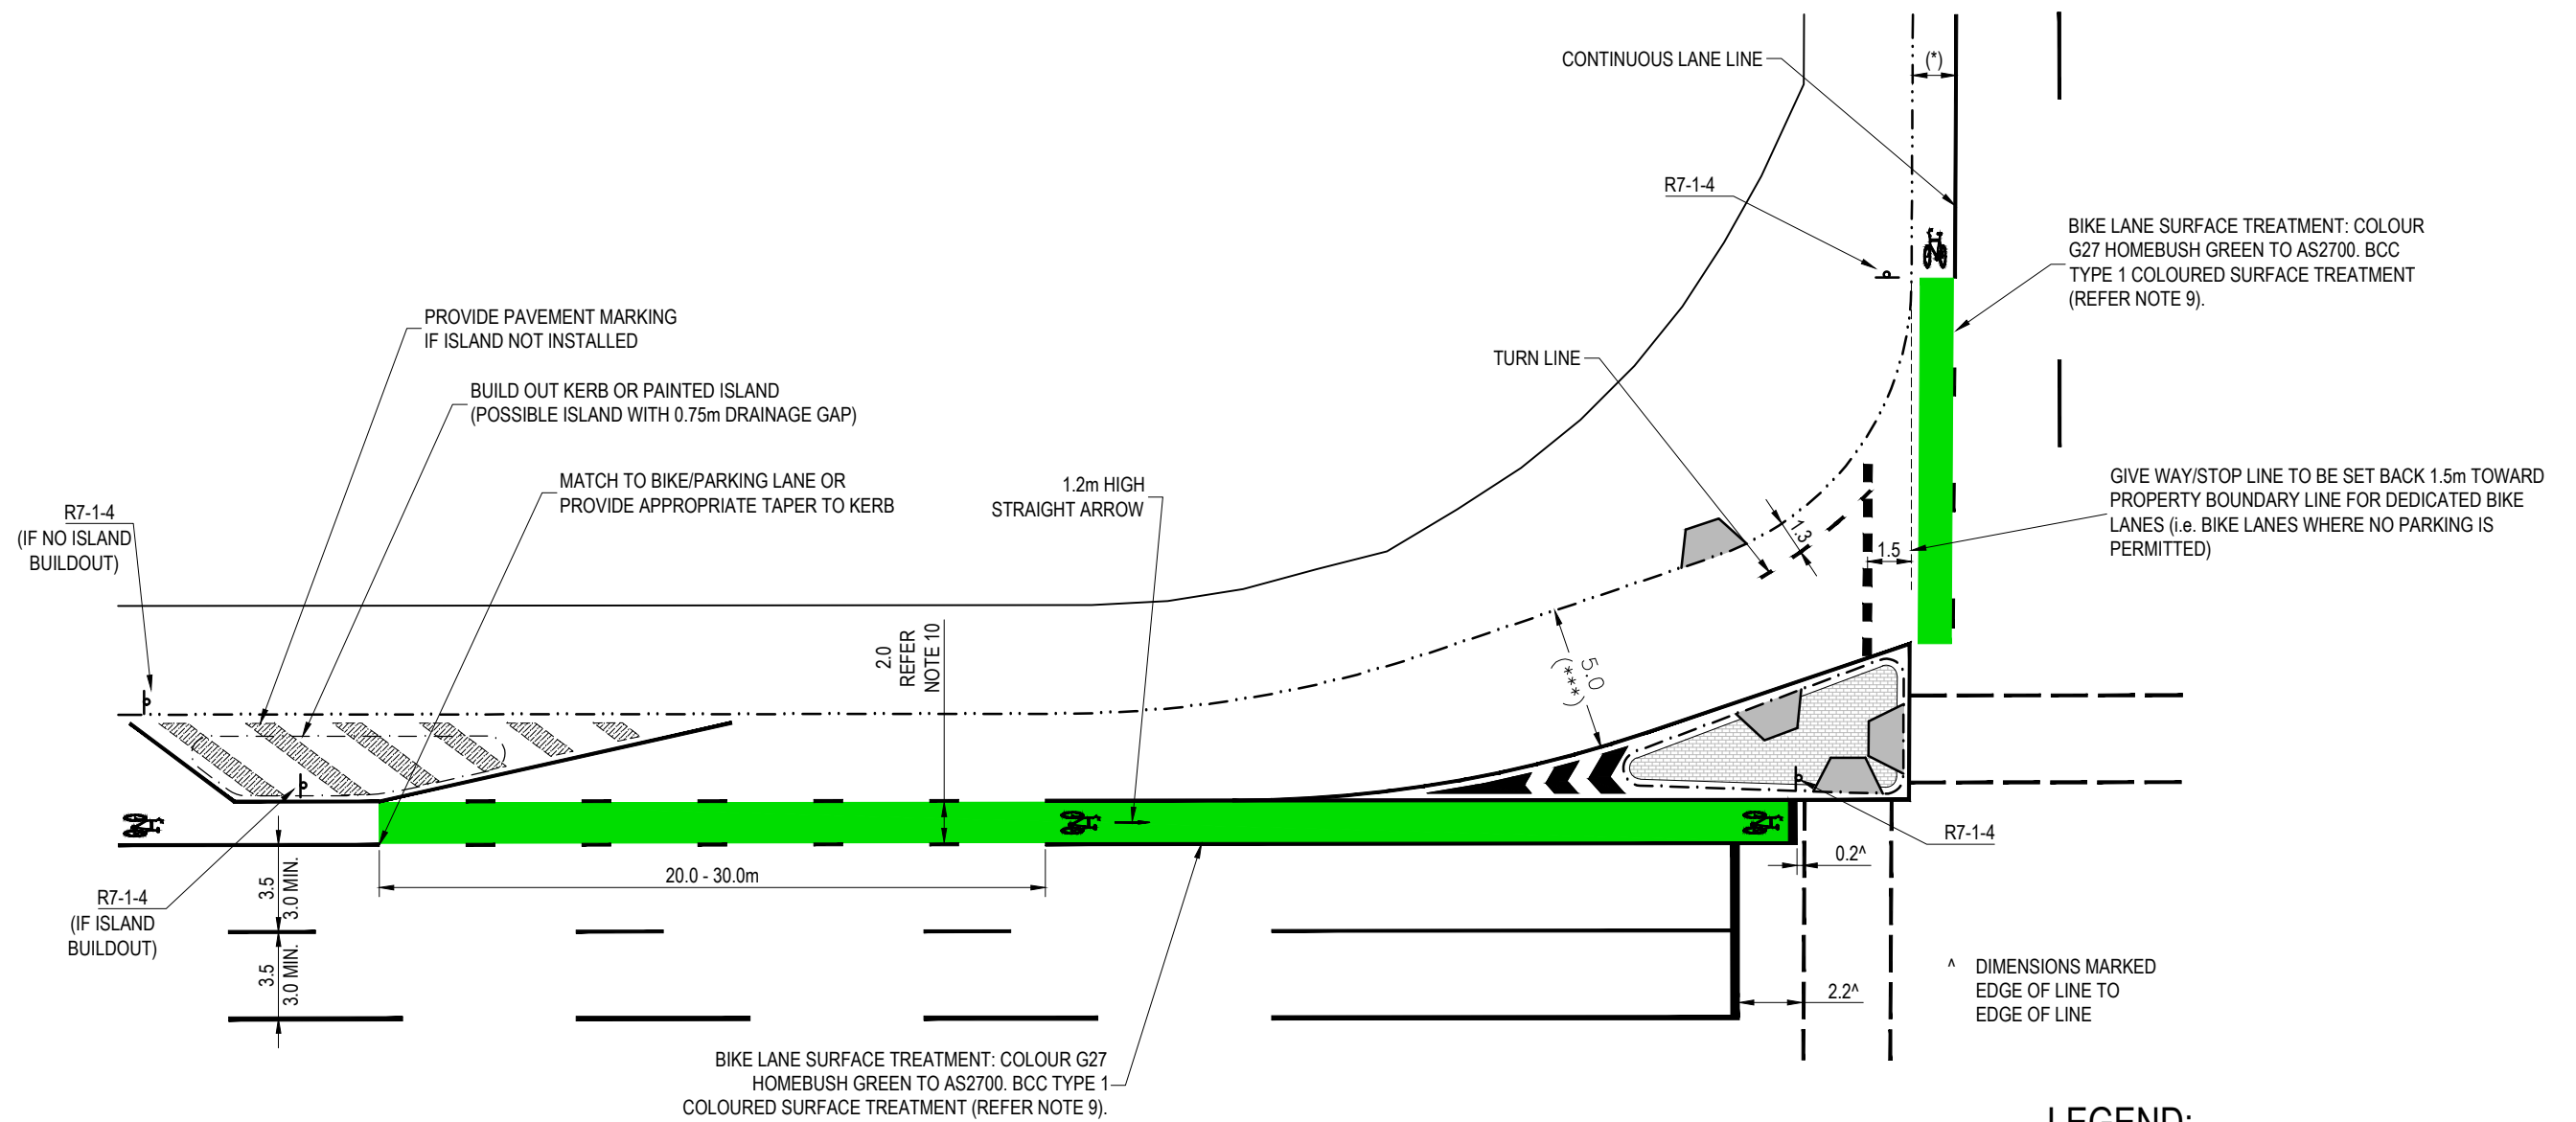 CONTINUOUS LANE LINE
(*)
R7-1-4
BIKE LANE SURFACE TREATMENT: COLOUR
G27 HOMEBUSH GREEN TO AS2700. BCC
TYPE 1 COLOURED SURFACE TREATMENT
(REFER NOTE 9).
PROVIDE PAVEMENT MARKING
IF ISLAND NOT INSTALLED
TURN LINE
BUILD OUT KERB OR PAINTED ISLAND
(POSSIBLE ISLAND WITH 0.75m DRAINAGE GAP)
MATCH TO BIKE/PARKING LANE OR
PROVIDE APPROPRIATE TAPER TO KERB
1.2m HIGH
STRAIGHT ARROW
GIVE WAY/STOP LINE TO BE SET BACK 1.5m TOWARD
PROPERTY BOUNDARY LINE FOR DEDICATED BIKE
LANES (i.e. BIKE LANES WHERE NO PARKING IS
PERMITTED)
R7-1-4
(IF NO ISLAND
BUILDOUT)
1.3
1.5
2.0
REFER
NOTE 10
5.0
(***)
R7-1-4
0.2^
20.0 - 30.0m
3.5
3.0 MIN.
R7-1-4
(IF ISLAND
BUILDOUT)
3.5
3.0 MIN.
2.2^
^ DIMENSIONS MARKED
EDGE OF LINE TO
EDGE OF LINE
BIKE LANE SURFACE TREATMENT: COLOUR G27
HOMEBUSH GREEN TO AS2700. BCC TYPE 1
COLOURED SURFACE TREATMENT (REFER NOTE 9).
LEGEND: